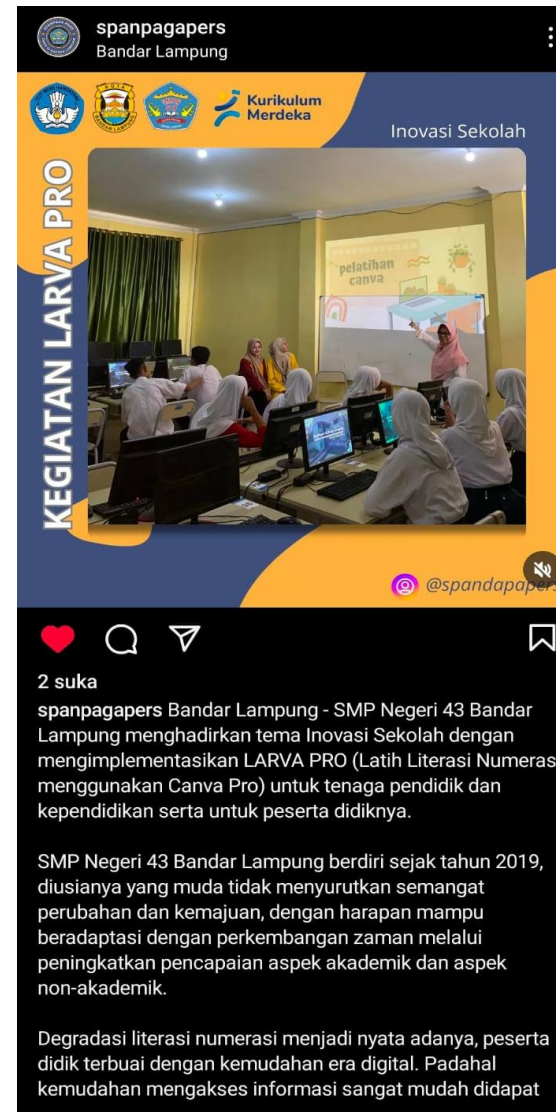 spanpagapers
Bandar Lampung
KOTA
BANDAR LAMPUNG
Kurikulum
Merdeka
Inovasi Sekolah
KEGIATAN LARVA PRO
pelatihan
canva
@spandapapers
2 suka
spanpagapers Bandar Lampung - SMP Negeri 43 Bandar
Lampung menghadirkan tema Inovasi Sekolah dengan
mengimplementasikan LARVA PRO (Latih Literasi Numeras
menggunakan Canva Pro) untuk tenaga pendidik dan
kependidikan serta untuk peserta didiknya.
SMP Negeri 43 Bandar Lampung berdiri sejak tahun 2019,
diusianya yang muda tidak menyurutkan semangat
perubahan dan kemajuan, dengan harapan mampu
beradaptasi dengan perkembangan zaman melalui
peningkatkan pencapaian aspek akademik dan aspek
non-akademik.
Degradasi literasi numerasi menjadi nyata adanya, peserta
didik terbuai dengan kemudahan era digital. Padahal
kemudahan mengakses informasi sangat mudah didapat